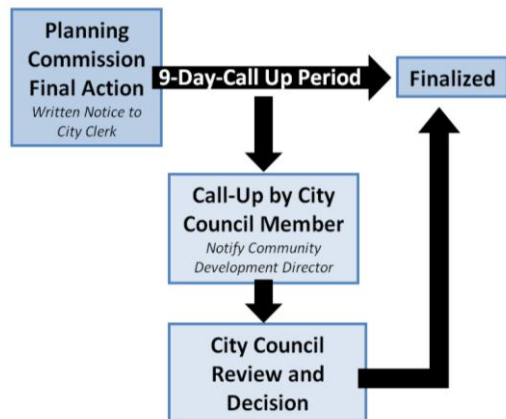 Planning
Commission
Final Action
Written Notice to
City Clerk
9-Day-Call Up Period
Finalized
Call-Up by City
Council Member
Notify Community
Development Director
City Council
Review and
Decision